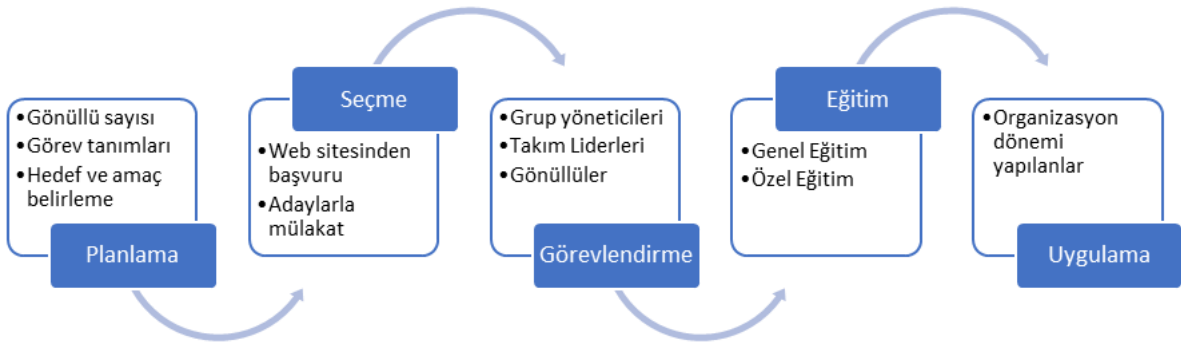 •Gönüllü sayısı
•Görev tanımları
•Hedef ve amaç
belirleme
Planlama
Seçme
•Web sitesinden
başvuru
•Adaylarla
mülakat
•Grup yöneticileri
•Takım Liderleri
•Gönüllüler
Görevlendirme
Eğitim
•Genel Eğitim
•Özel Eğitim
•Organizasyon
dönemi
yapılanlar
Uygulama